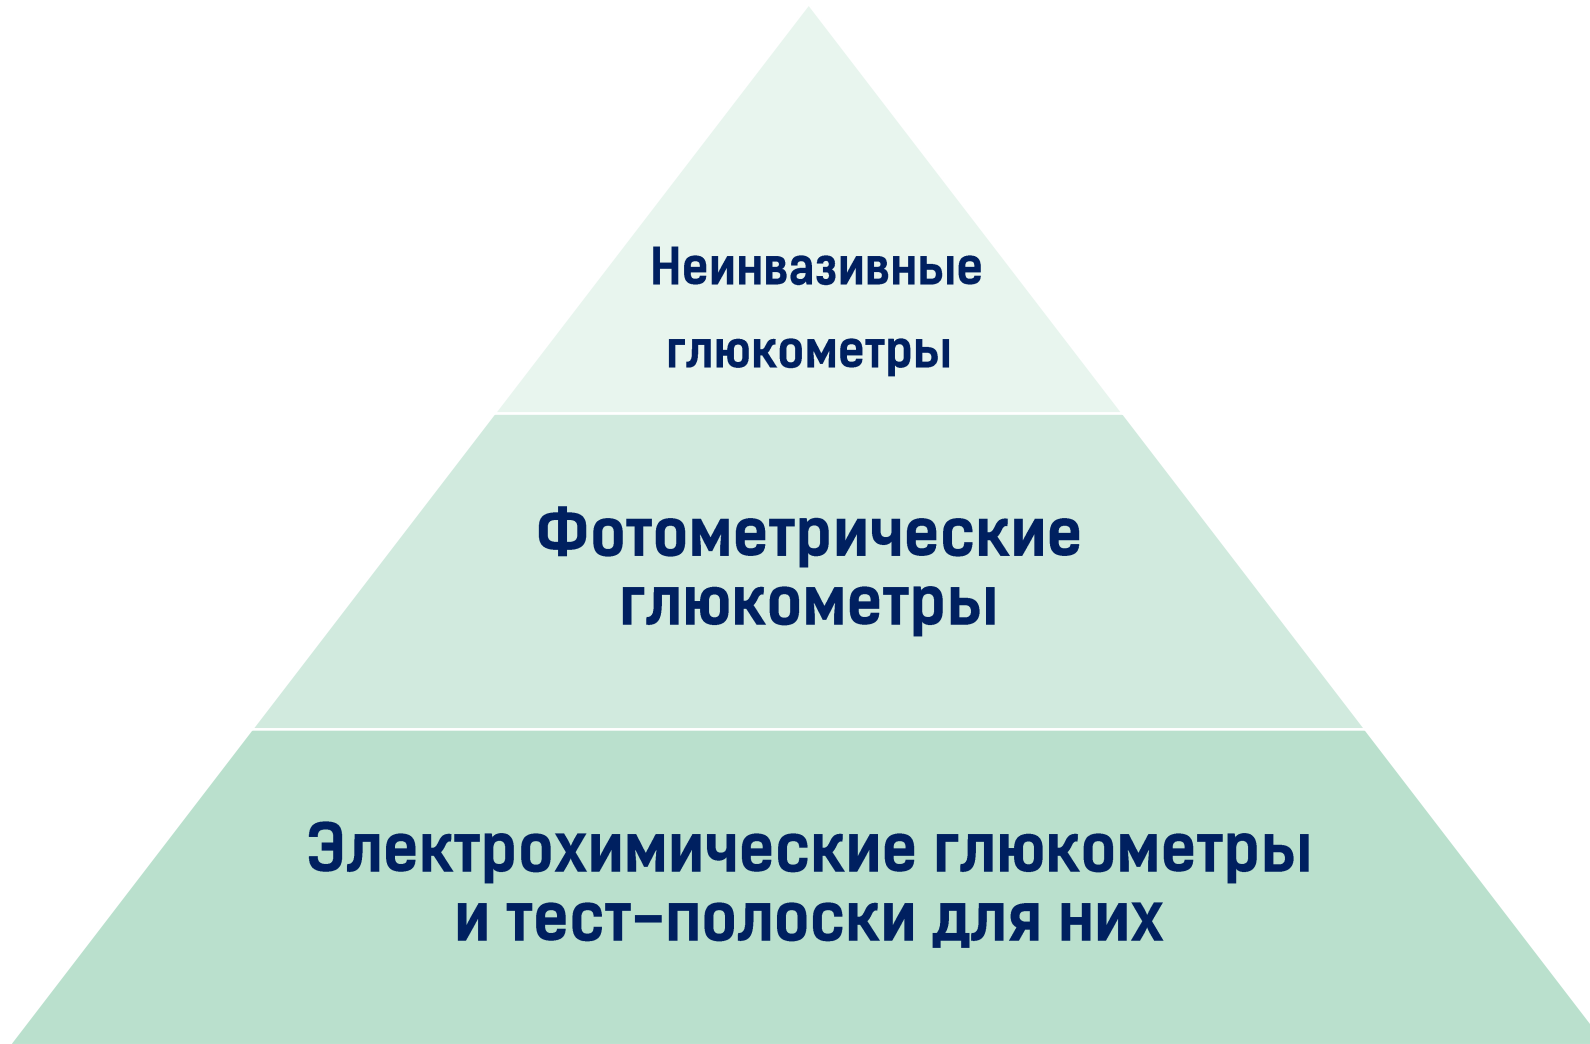 Неинвазивные
глюкометры
Фотометрические
глюкометры
Электрохимические глюкометры
и тест-полоски для них